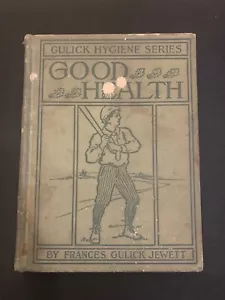 GULICK HYGIENE SERIES
GOOD
HEALTH
BY FRANCES GULICK JEWETT